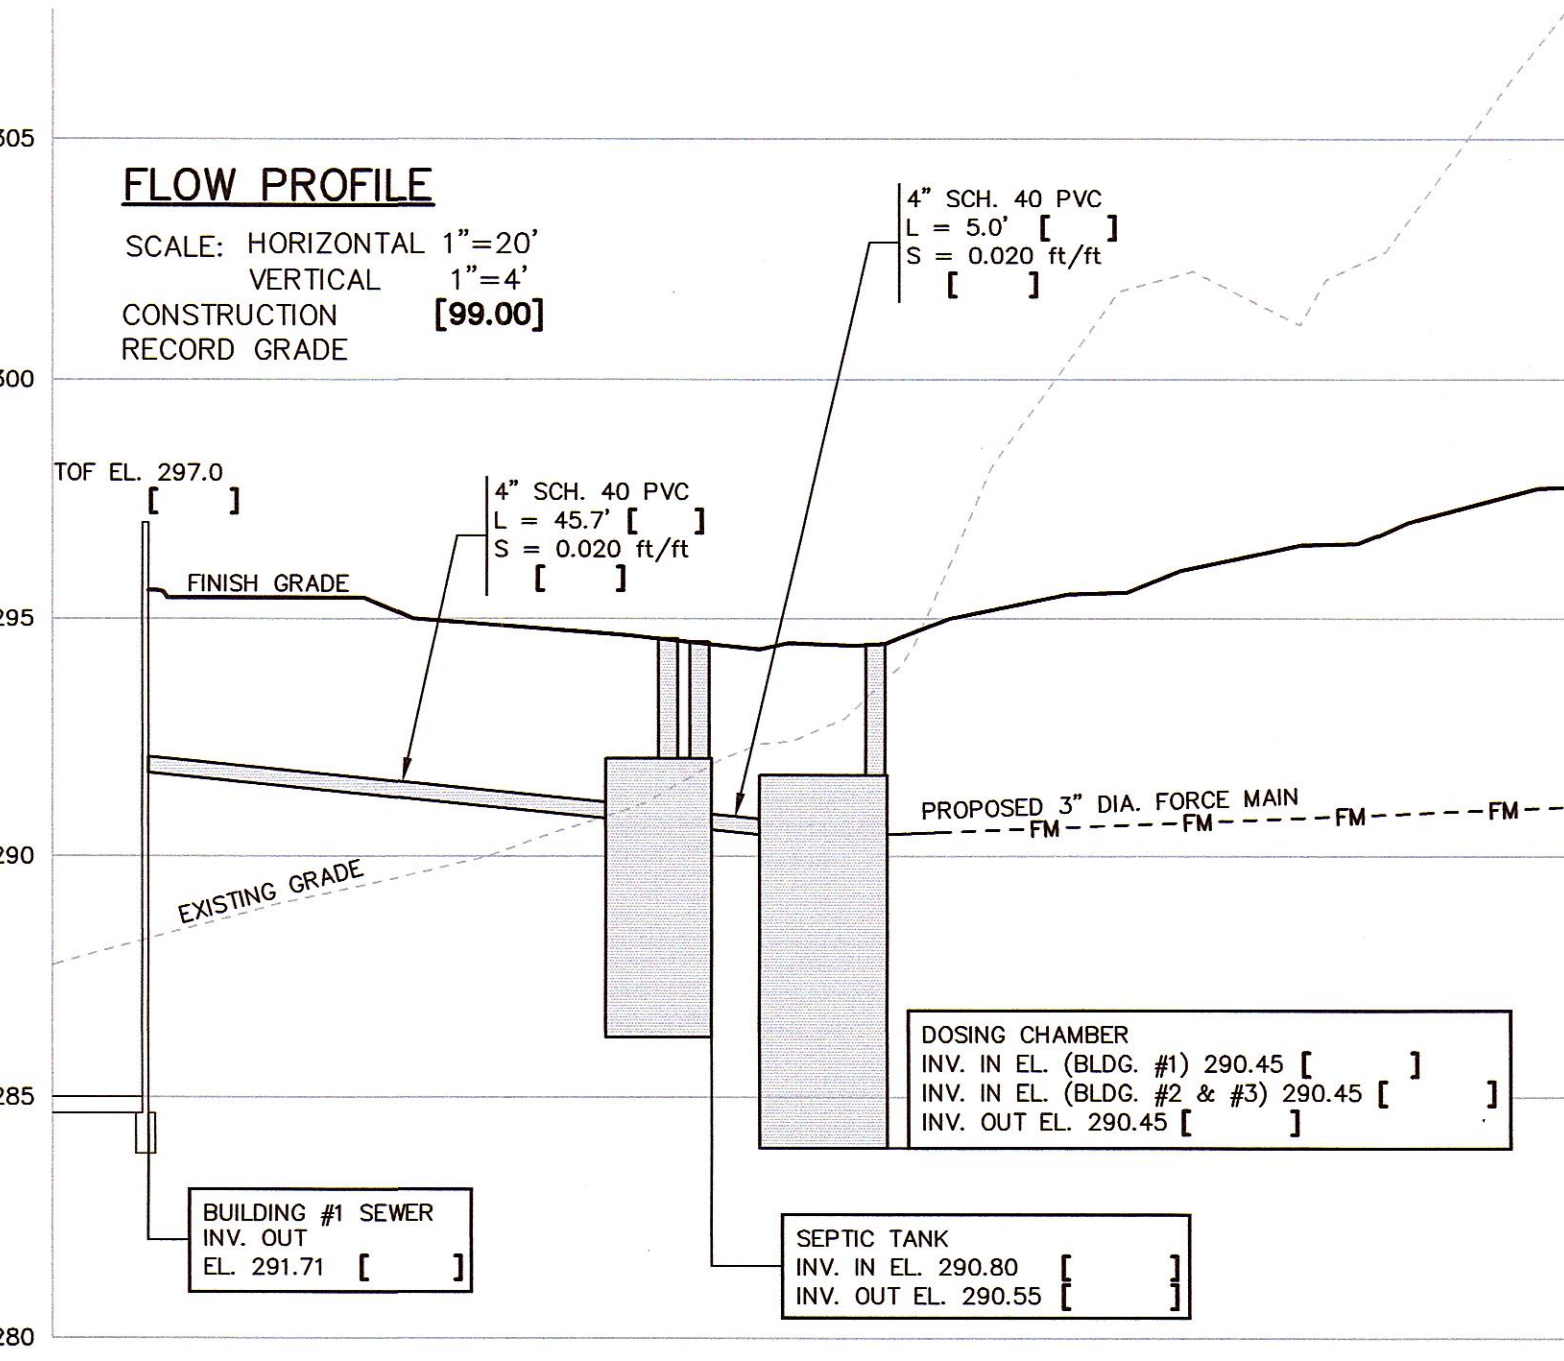 305
FLOW PROFILE
SCALE: HORIZONTAL 1"=20'
VERTICAL 1"=4'
CONSTRUCTION [99.00]
RECORD GRADE
4" SCH. 40 PVC
L = 5.0' [ ]
S = 0.020 ft/ft
[ ]
300
TOF EL. 297.0
[ ]
4" SCH. 40 PVC
L = 45.7' [ ]
S = 0.020 ft/ft
[ ]
FINISH GRADE
295
PROPOSED 3" DIA. FORCE MAIN
FM FM FM FM
290
EXISTING GRADE
DOSING CHAMBER
INV. IN EL. (BLDG. #1) 290.45 [ ]
INV. IN EL. (BLDG. #2 & #3) 290.45 [ ]
INV. OUT EL. 290.45 [ ]
285
BUILDING #1 SEWER
INV. OUT
EL. 291.71 [ ]
SEPTIC TANK
INV. IN EL. 290.80 [ ]
INV. OUT EL. 290.55 [ ]
280